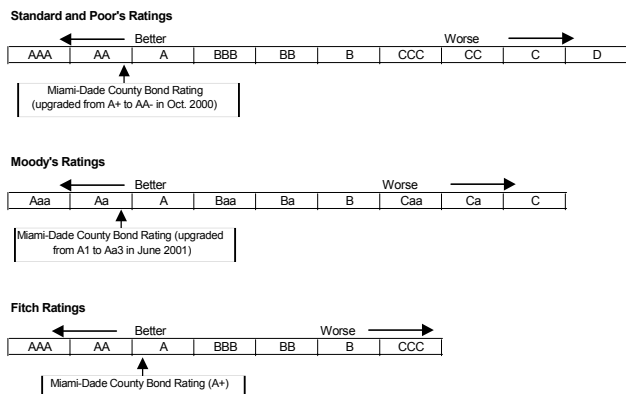 Standard and Poor's Ratings
Better Worse
AAA AA A BBB BB B CCC CC C D
Miami-Dade County Bond Rating
(upgraded from A+ to AA- in Oct. 2000)
Moody's Ratings
Better Worse
Aaa Aa A Baa Ba B Caa Ca C
Miami-Dade County Bond Rating (upgraded
from A1 to Aa3 in June 2001)
Fitch Ratings
Better Worse
AAA AA A BBB BB B CCC
Miami-Dade County Bond Rating (A+)